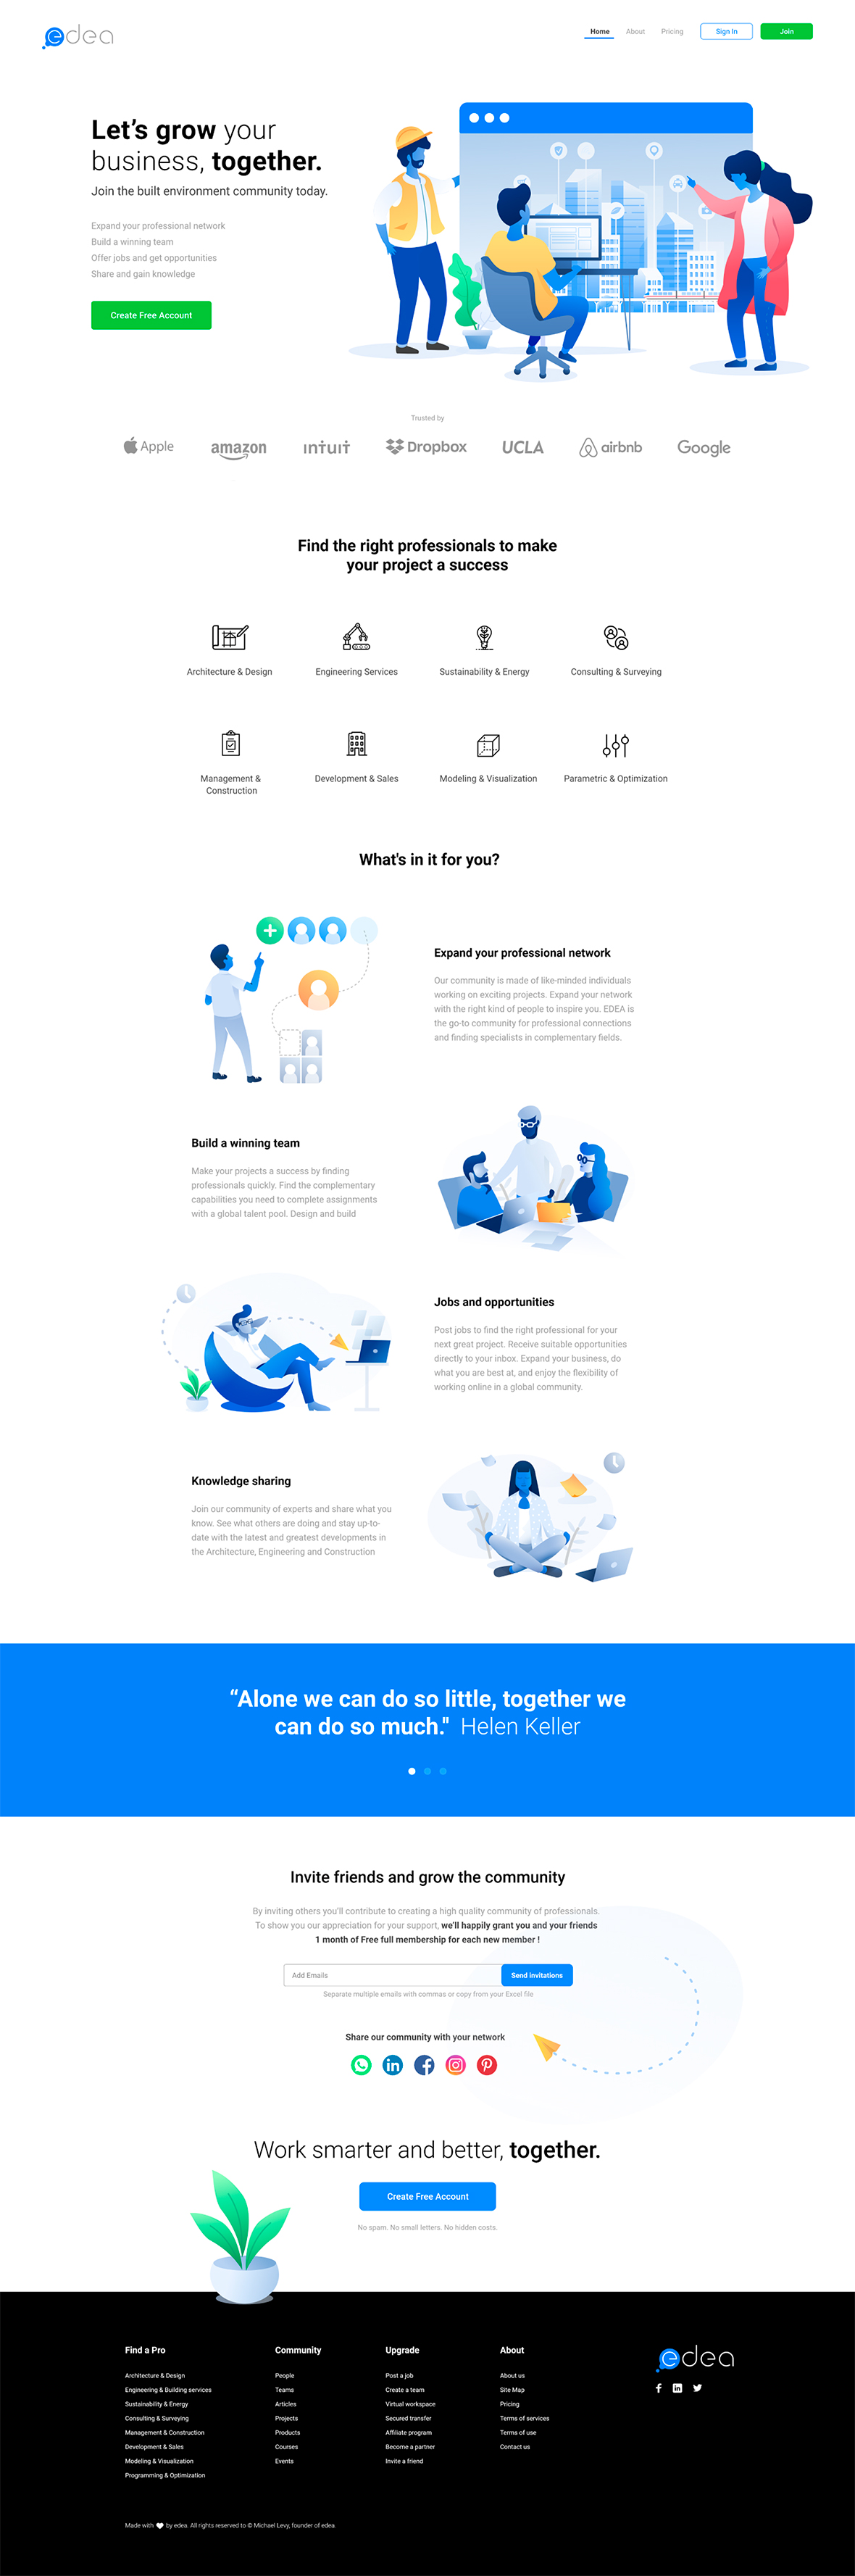 edea
Home About Pricing Sign In Join
Let's grow your
business, together.
Join the built environment community today.
Expand your professional network
Build a winning team
Offer jobs and get opportunities
Share and gain knowledge
Create Free Account
Trusted by
Apple amazon intuit Dropbox UCLA airbnb Google
Find the right professionals to make
your project a success
Architecture & Design
Engineering Services
Sustainability & Energy
Consulting & Surveying
Management &
Construction
Development & Sales
Modeling & Visualization
Parametric & Optimization
What's in it for you?
Expand your professional network
Our community is made of like-minded individuals
working on exciting projects. Expand your network
with the right kind of people to inspire you. EDEA is
the go-to community for professional connections
and finding specialists in complementary fields.
Build a winning team
Make your projects a success by finding
professionals quickly. Find the complementary
capabilities you need to complete assignments
with a global talent pool. Design and build
Jobs and opportunities
Post jobs to find the right professional for your
next great project. Receive suitable opportunities
directly to your inbox. Expand your business, do
what you are best at, and enjoy the flexibility of
working online in a global community.
Knowledge sharing
Join our community of experts and share what you
know. See what others are doing and stay up-to-
date with the latest and greatest developments in
the Architecture, Engineering and Construction
“Alone we can do so little, together we
can do so much." Helen Keller
Invite friends and grow the community
By inviting others you'll contribute to creating a high quality community of professionals.
To show you our appreciation for your support, we'll happily grant you and your friends
1 month of Free full membership for each new member !
Add Emails
Send invitations
Separate multiple emails with commas or copy from your Excel file
Share our community with your network
Work smarter and better, together.
Create Free Account
No spam. No small letters. No hidden costs.
Find a Pro
Architecture & Design
Engineering & Building services
Sustainability & Energy
Consulting & Surveying
Management & Construction
Development & Sales
Modeling & Visualization
Programming & Optimization
Community
People
Teams
Articles
Projects
Products
Courses
Events
Upgrade
Post a job
Create a team
Virtual workspace
Secured transfer
Affiliate program
Become a partner
Invite a friend
About
About us
Site Map
Pricing
Terms of services
Terms of use
Contact us
edea
Made with by edea. All rights reserved to © Michael Levy, founder of edea.